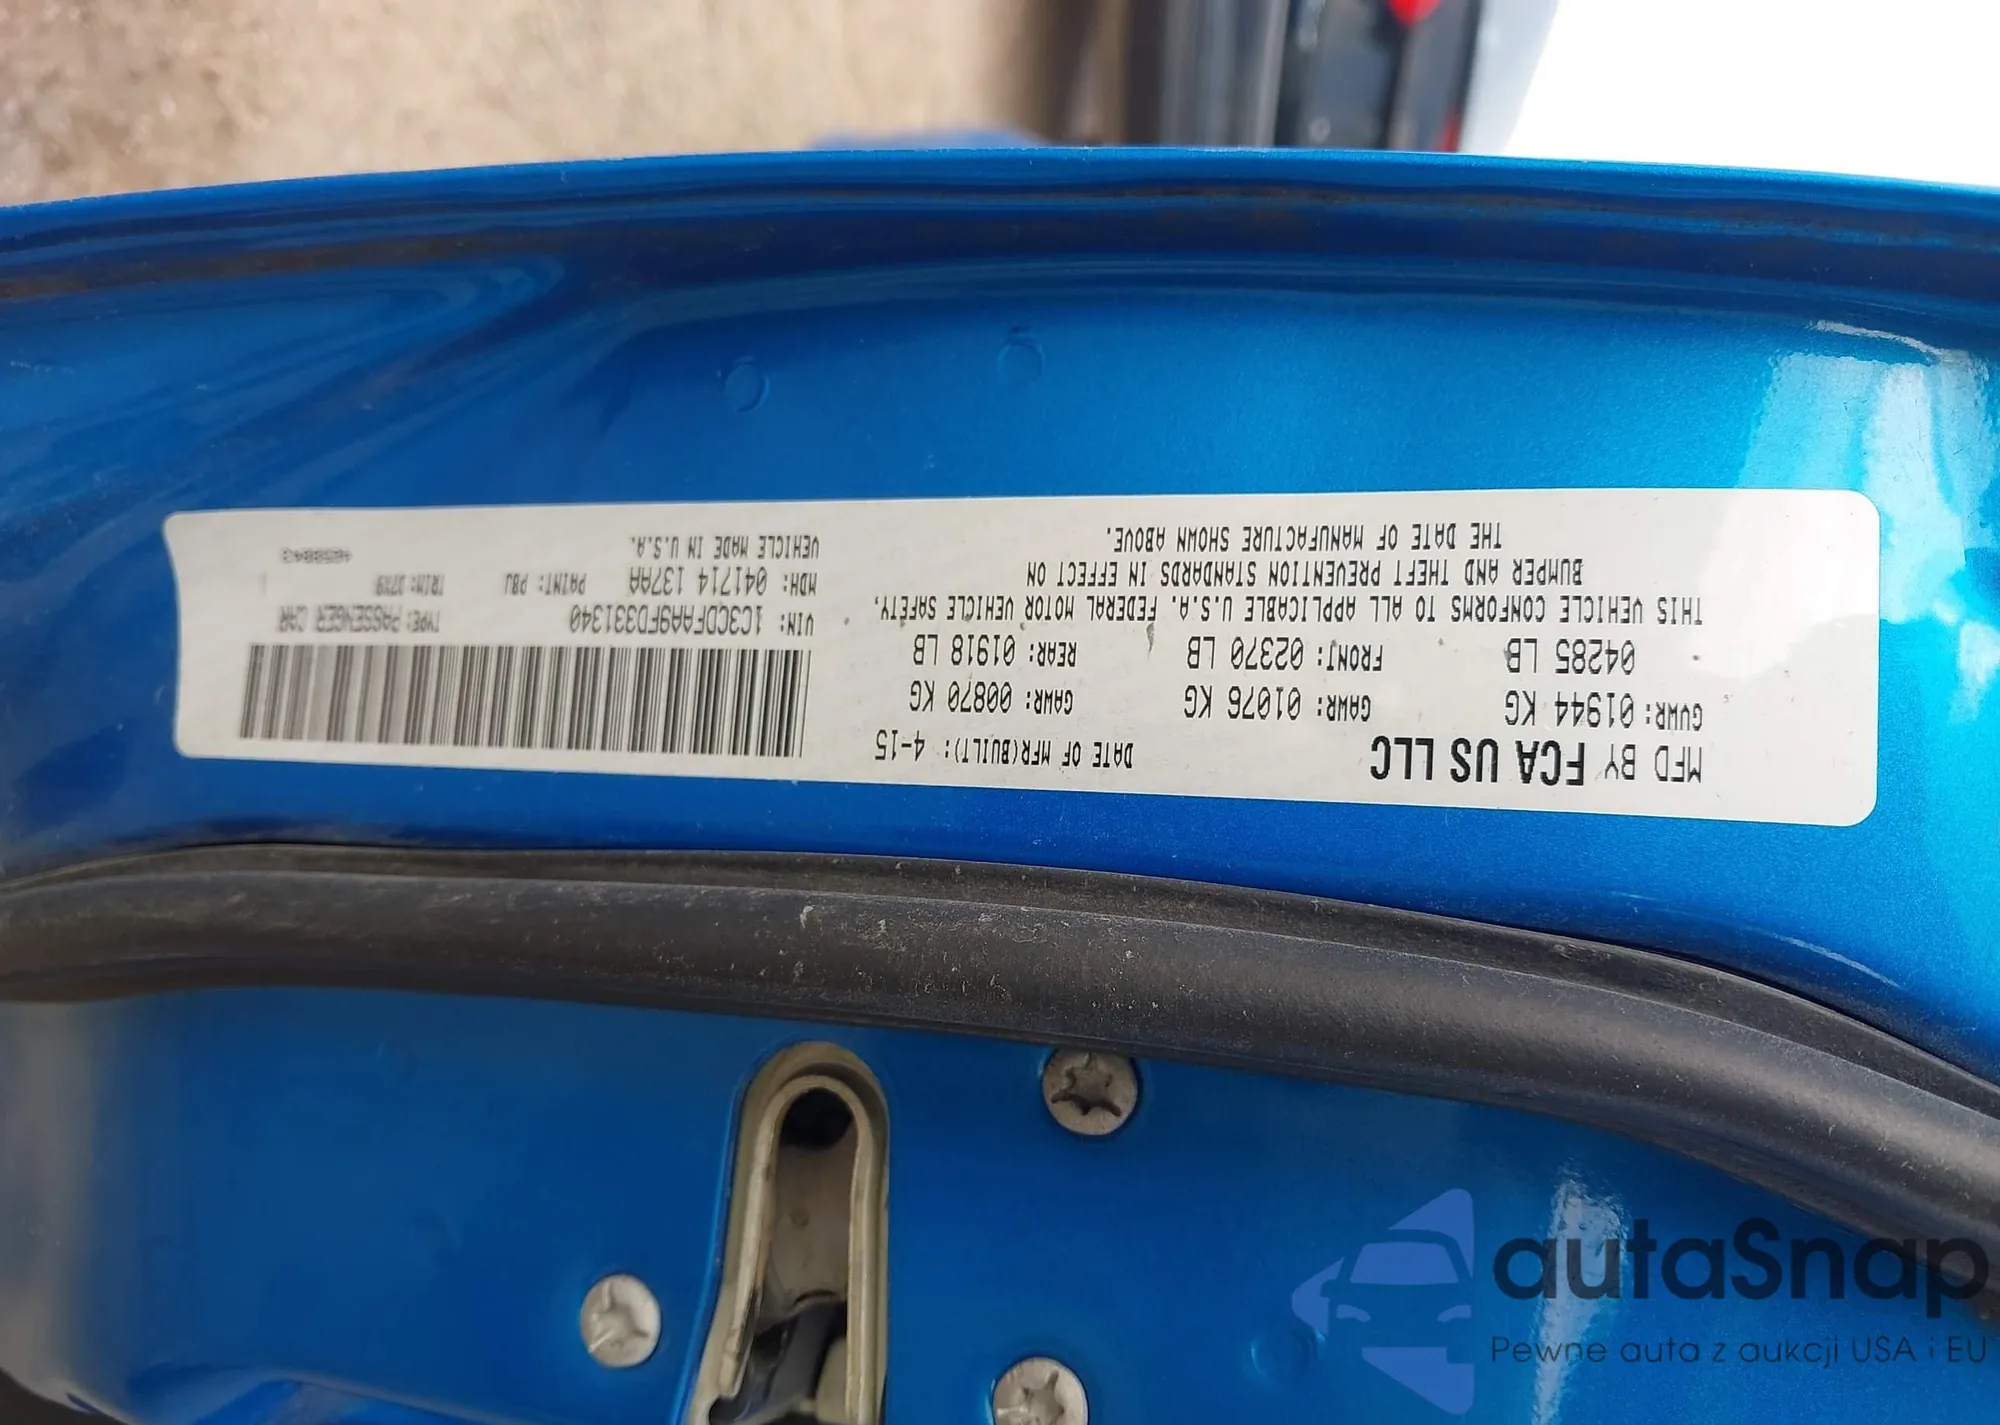 MFD BY FCA US LLC
DATE OF MFR(BUILT): 4-15
GVWR: 01944 KG
GAWR: 01076 KG
GAWR: 00870 KG
04285 LB
FRONT: 02370 LB
REAR: 01918 LB
THIS VEHICLE CONFORMS TO ALL APPLICABLE U.S.A. FEDERAL MOTOR VEHICLE SAFETY,
BUMPER AND THEFT PREVENTION STANDARDS IN EFFECT ON
THE DATE OF MANUFACTURE SHOWN ABOVE.
VIN: 1C3CDFAA9FD331340
TYPE: PASSENGER CAR
MDH: 041714 137AA
PAINT: PBJ
TRIM: D7X9
VEHICLE MADE IN U.S.A.
4658843
autaSnap
Pewne auta z aukcji USA i EU